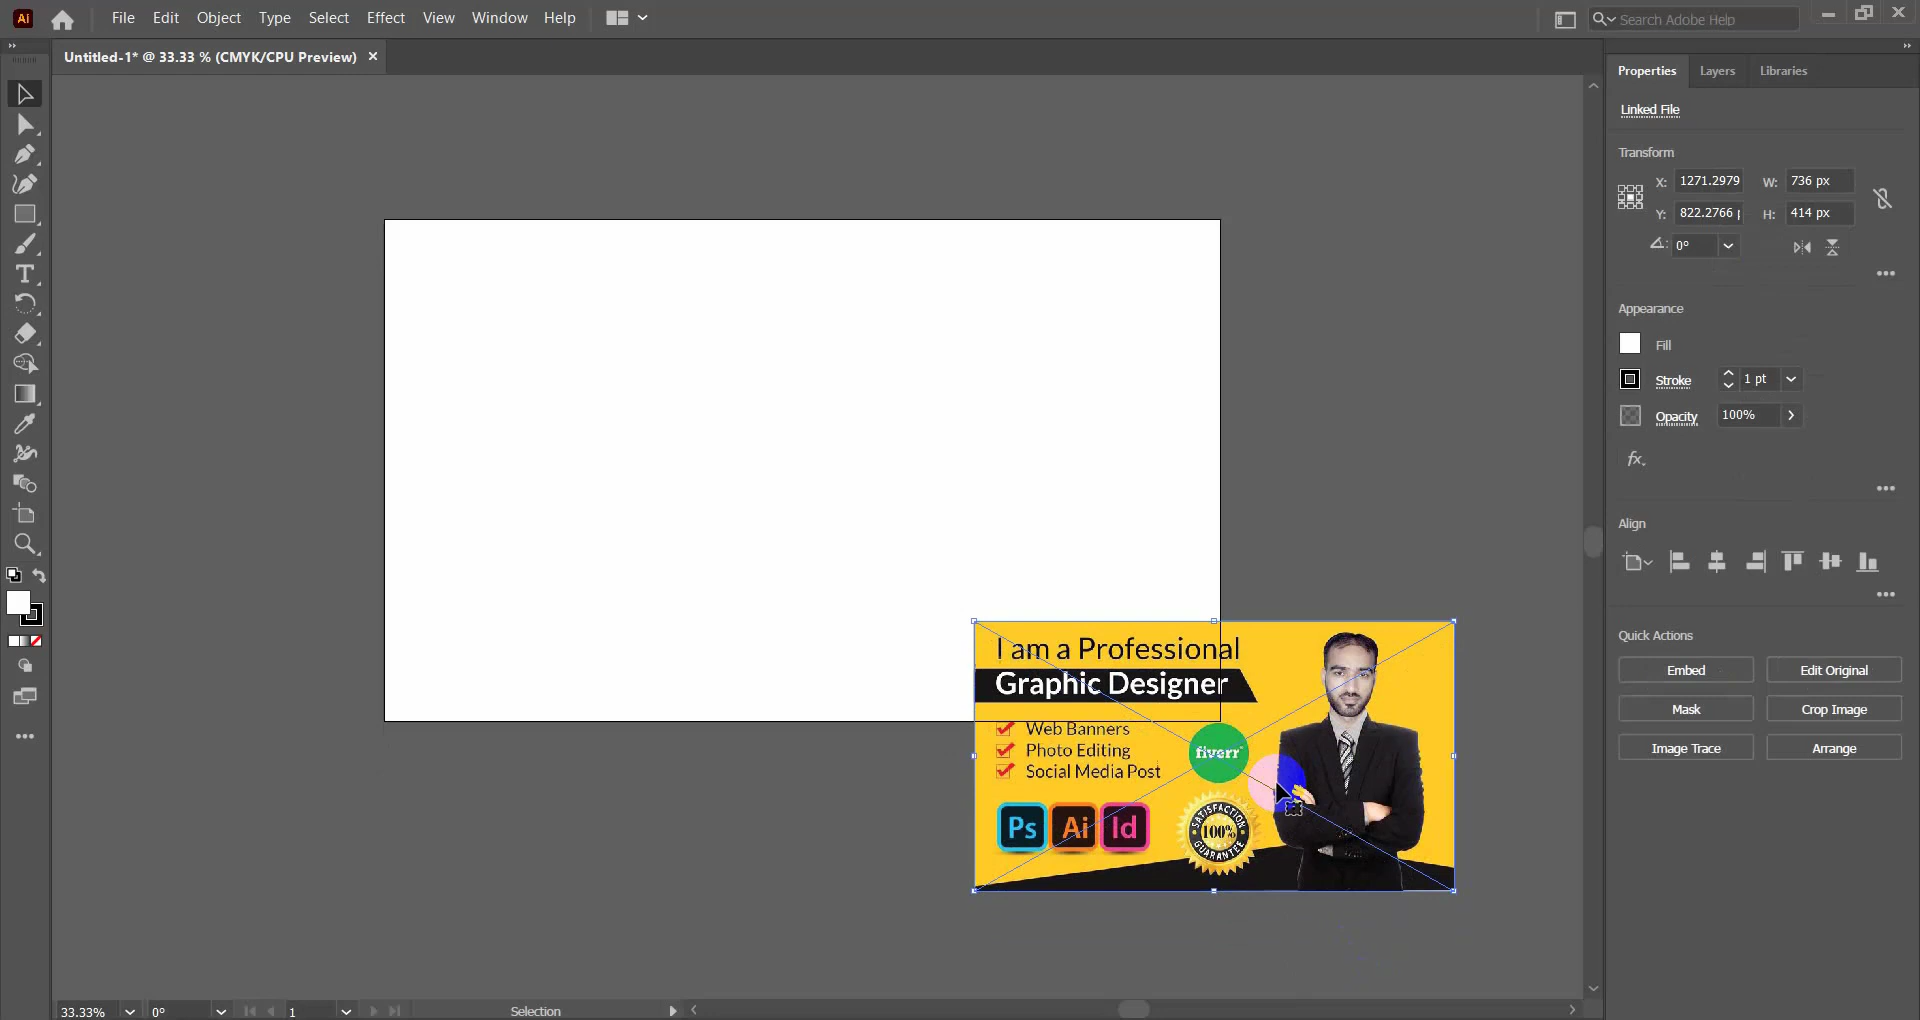 Ai File Edit Object Type Select Effect View Window Help Search Adobe Help
Untitled-1* @ 33.33 % (CMYK/CPU Preview) ×
Properties Layers Libraries
Linked File
Transform
X: 1271.2979 W: 736 px
Y: 822.2766 p H: 414 px
0°
Appearance
Fill
Stroke 1 pt
Opacity 100%
fx.
Align
Quick Actions
Embed Edit Original
Mask Crop Image
Image Trace Arrange
I am a Professional
Graphic Designer
Web Banners
Photo Editing
Social Media Post
fiverr
Ps Ai Id
SATISFACTION
100%
GUARANTEE
33.33% 0° 1 Selection